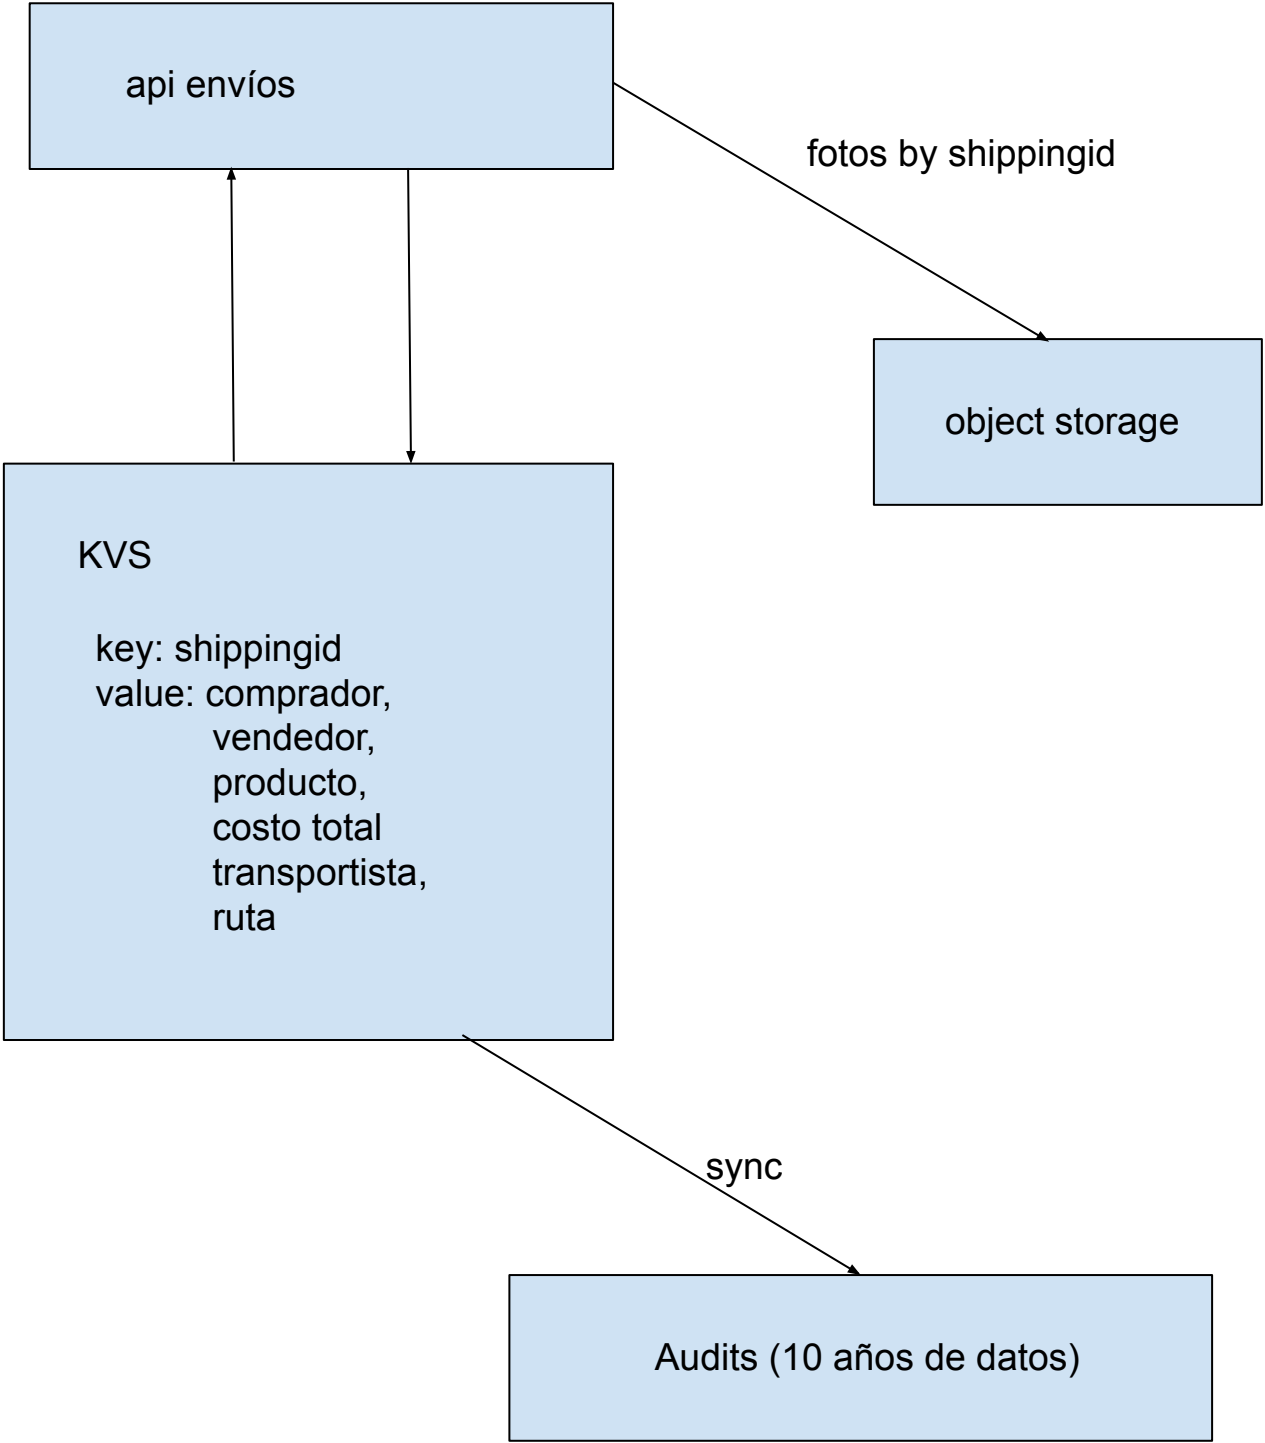 api envíos
fotos by shippingid
object storage
KVS
key: shippingid
value: comprador,
vendedor,
producto,
costo total
transportista,
ruta
sync
Audits (10 años de datos)